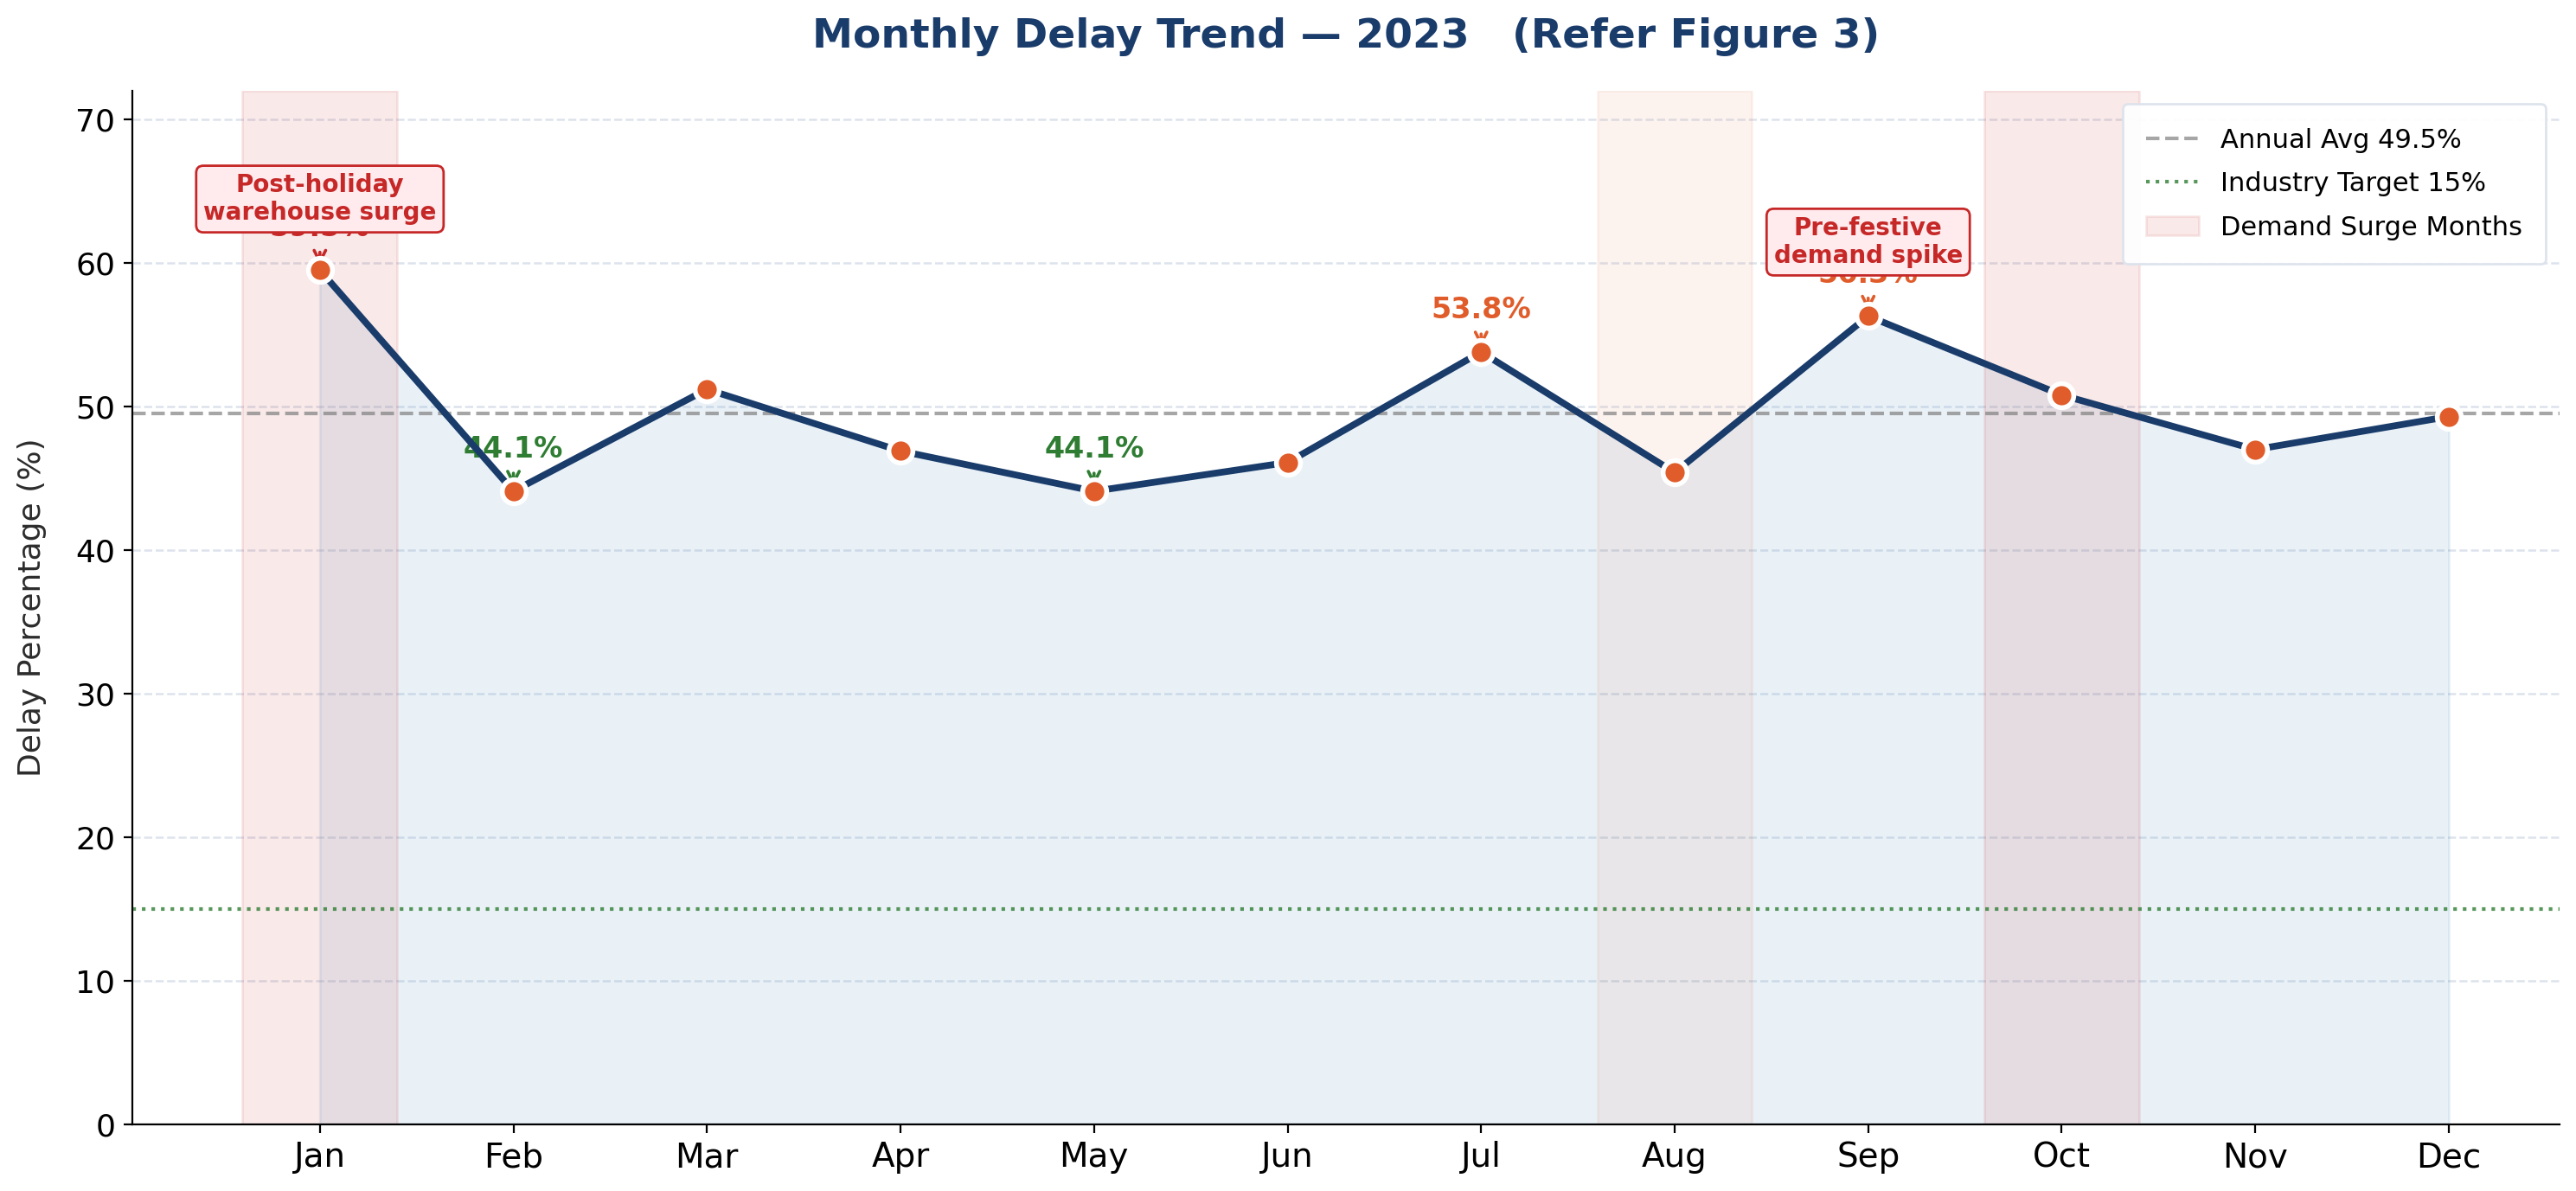 Monthly Delay Trend — 2023 (Refer Figure 3)
Delay Percentage (%)
70
60
50
40
30
20
10
0
Post-holiday
warehouse surge
44.1%
44.1%
53.8%
Pre-festive
demand spike
Annual Avg 49.5%
Industry Target 15%
Demand Surge Months
Jan Feb Mar Apr May Jun Jul Aug Sep Oct Nov Dec